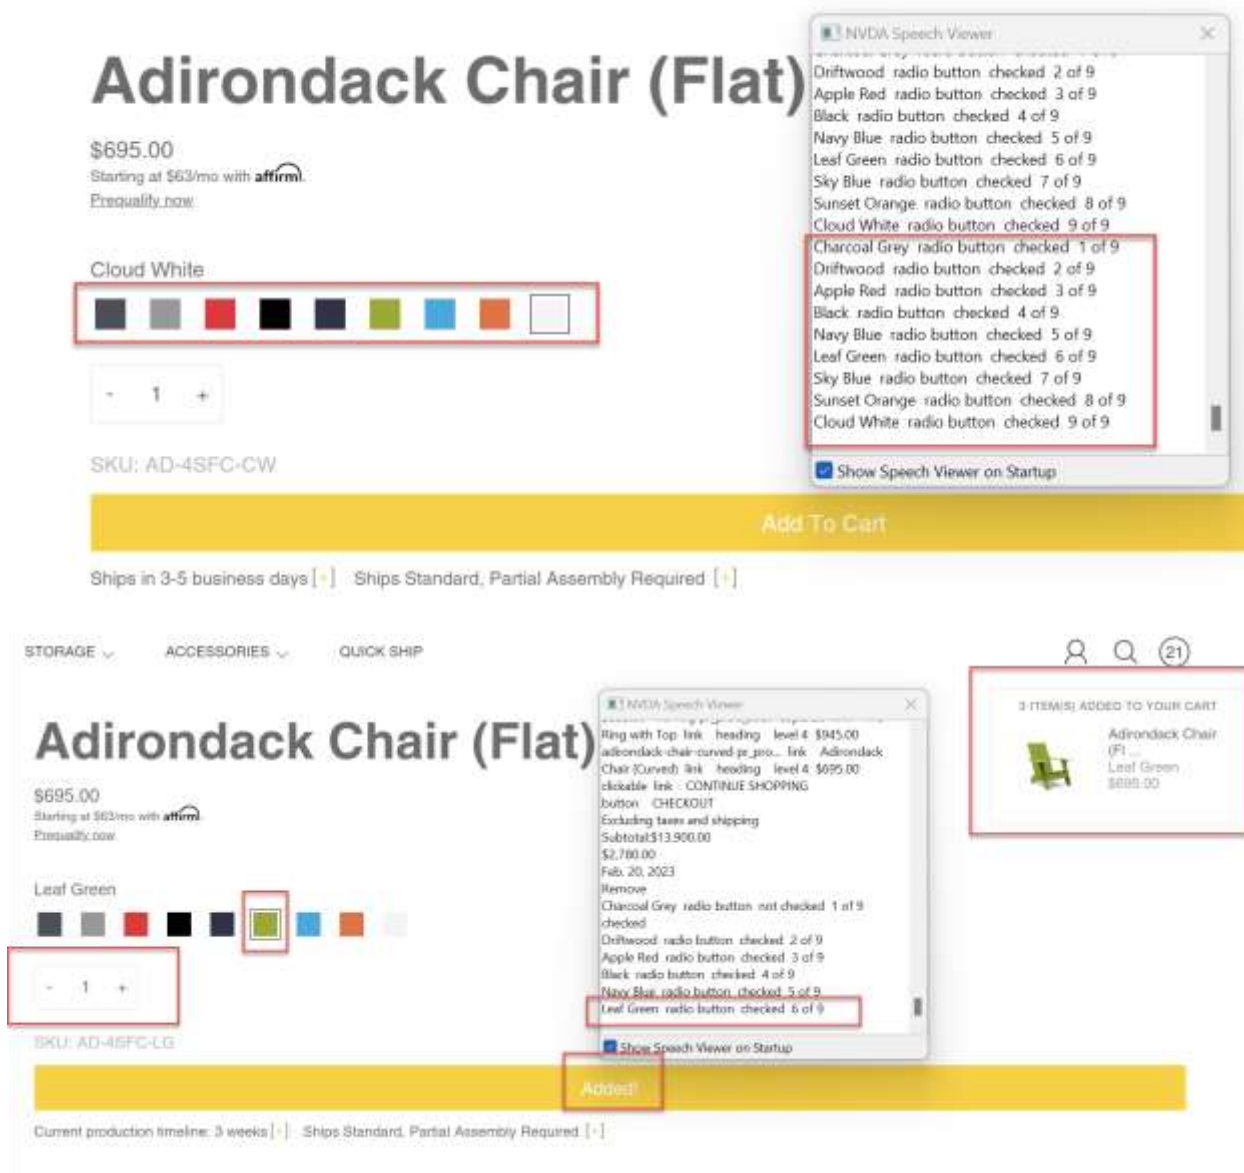 Adirondack Chair (Flat)
$695.00
Starting at $63/mo with affirm.
Prequalify now
Cloud White
- 1 +
SKU: AD-4SFC-CW
Add To Cart
Ships in 3-5 business days [+] Ships Standard, Partial Assembly Required [+]
NVDA Speech Viewer
Driftwood radio button checked 2 of 9
Apple Red radio button checked 3 of 9
Black radio button checked 4 of 9
Navy Blue radio button checked 5 of 9
Leaf Green radio button checked 6 of 9
Sky Blue radio button checked 7 of 9
Sunset Orange radio button checked 8 of 9
Cloud White radio button checked 9 of 9
Charcoal Grey radio button checked 1 of 9
Driftwood radio button checked 2 of 9
Apple Red radio button checked 3 of 9
Black radio button checked 4 of 9
Navy Blue radio button checked 5 of 9
Leaf Green radio button checked 6 of 9
Sky Blue radio button checked 7 of 9
Sunset Orange radio button checked 8 of 9
Cloud White radio button checked 9 of 9
Show Speech Viewer on Startup
STORAGE ACCESSORIES QUICK SHIP 21
Adirondack Chair (Flat)
$695.00
Starting at $63/mo with affirm.
Prequalify now
Leaf Green
- 1 +
SKU: AD-4SFC-LG
Added!
Current production timeline: 3 weeks [+] Ships Standard, Partial Assembly Required [+]
NVDA Speech Viewer
Ring with Top link heading level 4 $945.00
adirondack-chair-curved-pr_pro... link Adirondack
Chair (Curved) link heading level 4 $695.00
clickable link CONTINUE SHOPPING
button CHECKOUT
Excluding taxes and shipping
Subtotal:$13,900.00
$2,780.00
Feb. 20, 2023
Remove
Charcoal Grey radio button not checked 1 of 9
checked
Driftwood radio button checked 2 of 9
Apple Red radio button checked 3 of 9
Black radio button checked 4 of 9
Navy Blue radio button checked 5 of 9
Leaf Green radio button checked 6 of 9
Show Speech Viewer on Startup
3 ITEM(S) ADDED TO YOUR CART
Adirondack Chair
(Fl ...
Leaf Green
$695.00